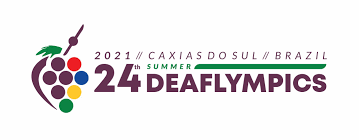 2021 // CAXIAS DO SUL // BRAZIL
24th SUMMER
DEAFLYMPICS